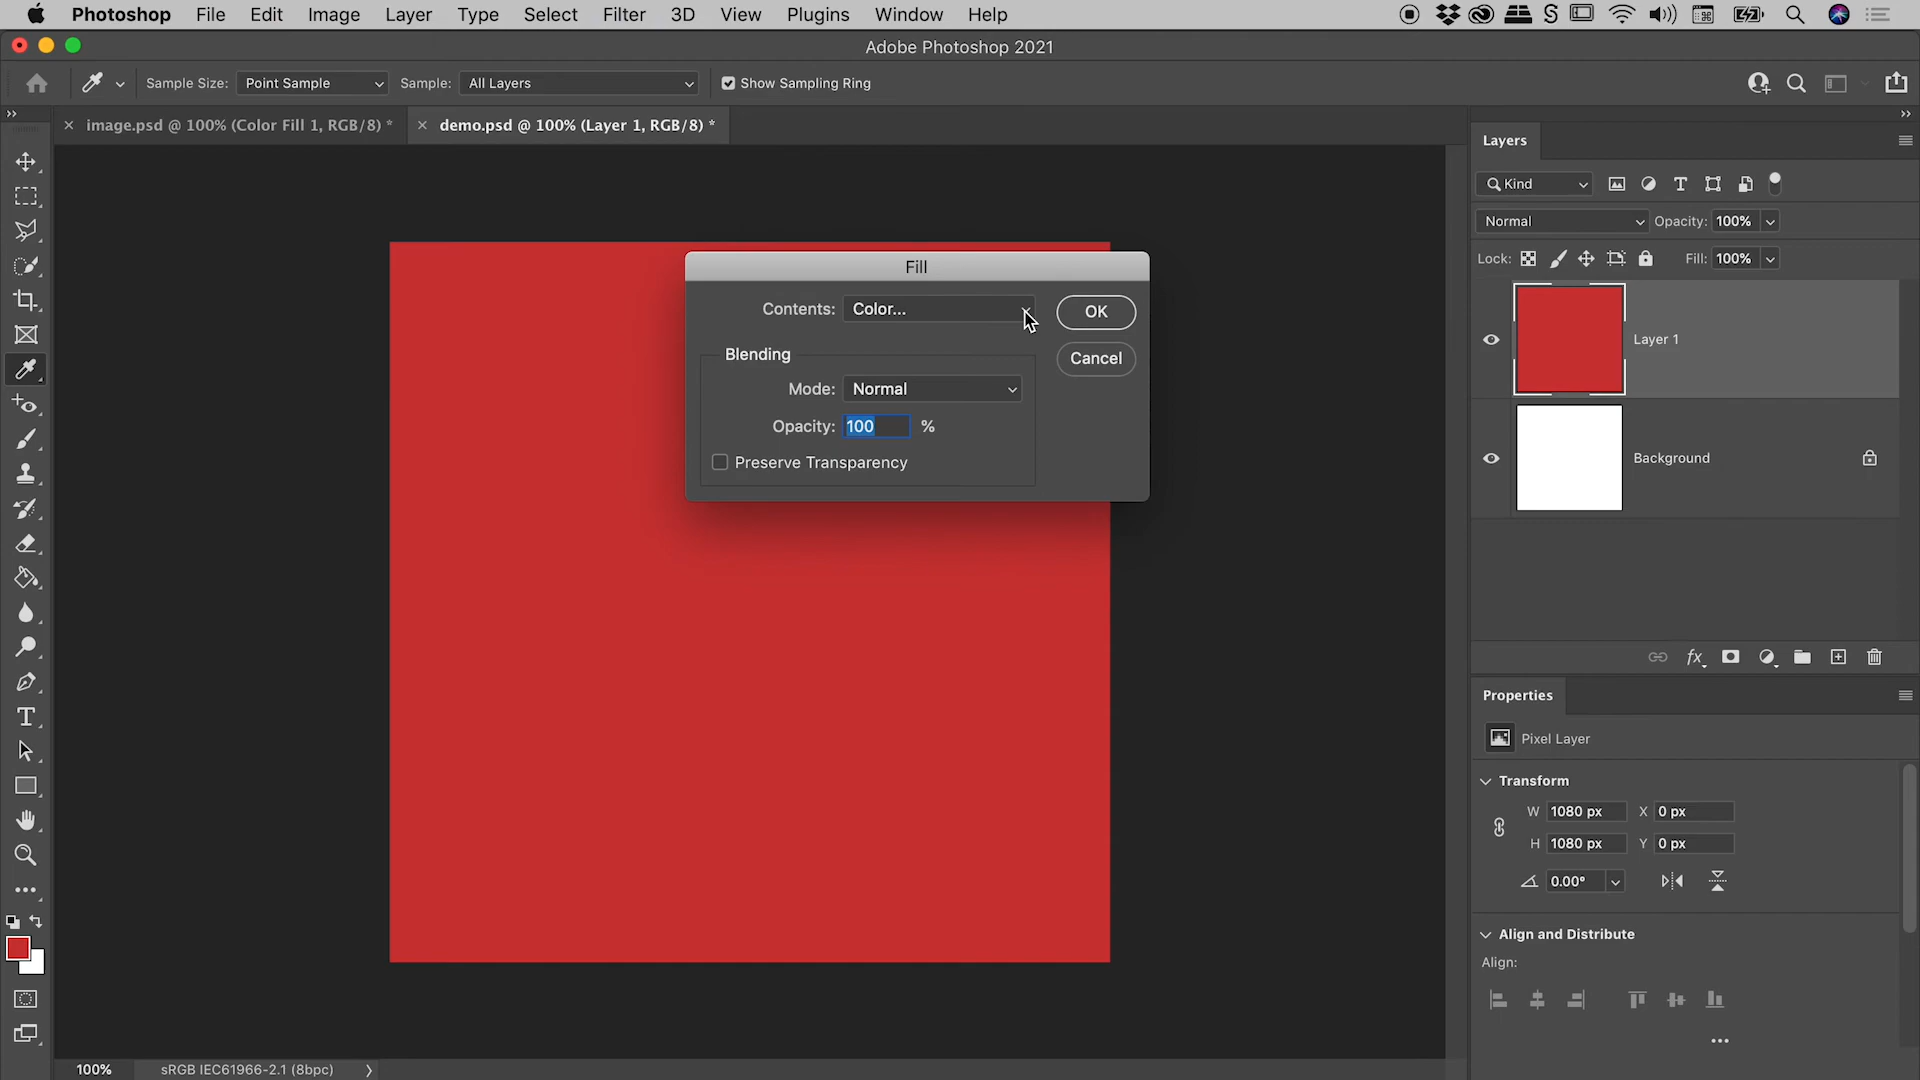 Photoshop File Edit Image Layer Type Select Filter 3D View Plugins Window Help
Adobe Photoshop 2021
Sample Size: Point Sample Sample: All Layers Show Sampling Ring
image.psd @ 100% (Color Fill 1, RGB/8) *
demo.psd @ 100% (Layer 1, RGB/8) *
Fill
Contents: Color... OK
Cancel
Blending
Mode: Normal
Opacity: 100 %
Preserve Transparency
Layers
Kind
Normal Opacity: 100%
Lock: Fill: 100%
Layer 1
Background
fx
Properties
Pixel Layer
Transform
W 1080 px X 0 px
H 1080 px Y 0 px
0.00°
Align and Distribute
Align:
100% sRGB IEC61966-2.1 (8bpc)